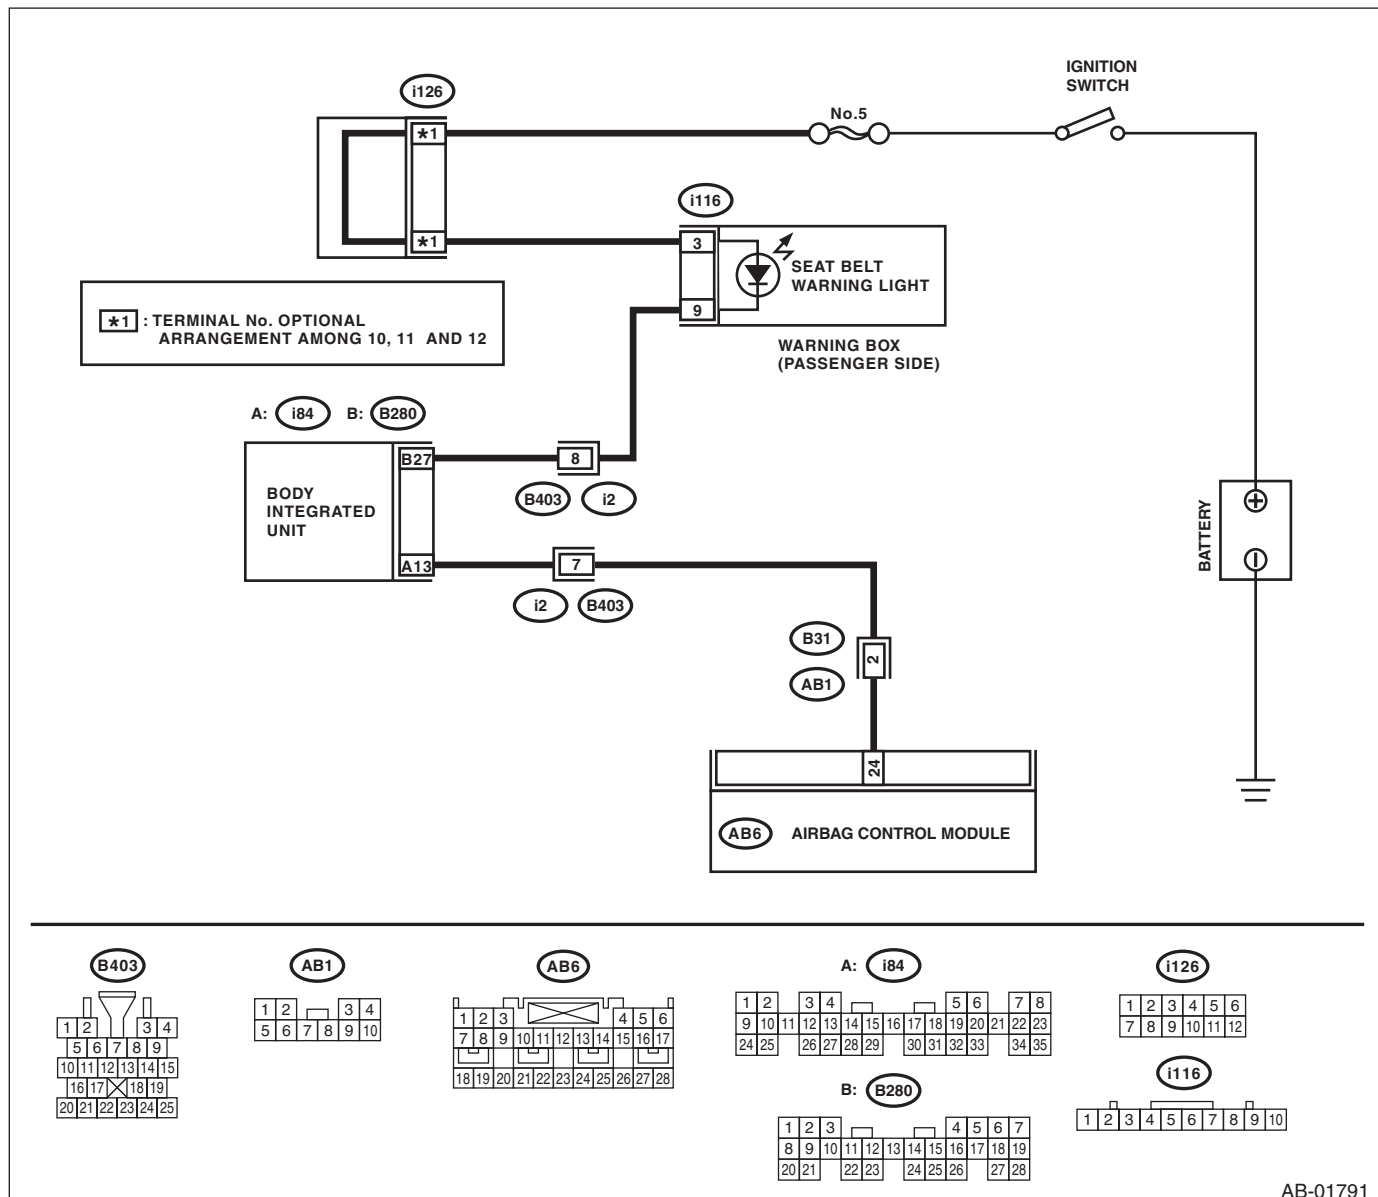 IGNITION
SWITCH
i126
No.5
*1
i116
*1
3
SEAT BELT
WARNING LIGHT
9
*1 : TERMINAL No. OPTIONAL
ARRANGEMENT AMONG 10, 11 AND 12
WARNING BOX
(PASSENGER SIDE)
A: i84 B: B280
B27
8
BODY
INTEGRATED
UNIT
B403 i2
+
BATTERY
-
A13
7
i2 B403
B31
2
AB1
24
AB6 AIRBAG CONTROL MODULE
B403
1 2 3 4
5 6 7 8 9
10 11 12 13 14 15
16 17 18 19
20 21 22 23 24 25
AB1
1 2 3 4
5 6 7 8 9 10
AB6
1 2 3 4 5 6
7 8 9 10 11 12 13 14 15 16 17
18 19 20 21 22 23 24 25 26 27 28
A: i84
1 2 3 4 5 6 7 8
9 10 11 12 13 14 15 16 17 18 19 20 21 22 23
24 25 26 27 28 29 30 31 32 33 34 35
B: B280
1 2 3 4 5 6 7
8 9 10 11 12 13 14 15 16 17 18 19
20 21 22 23 24 25 26 27 28
i126
1 2 3 4 5 6
7 8 9 10 11 12
i116
1 2 3 4 5 6 7 8 9 10
AB-01791